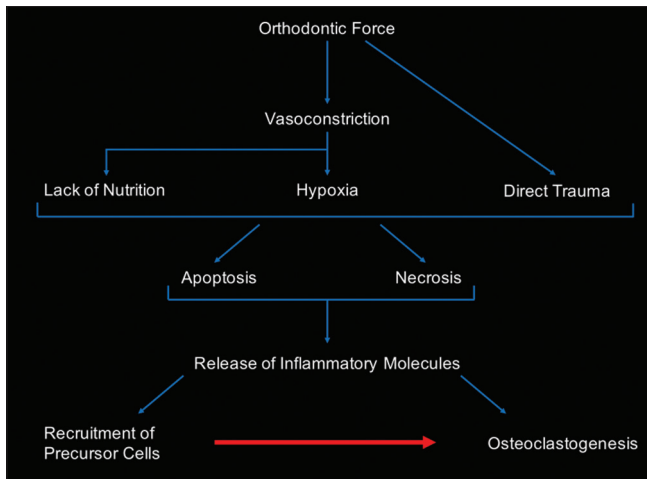 Orthodontic Force
Vasoconstriction
Lack of Nutrition
Hypoxia
Direct Trauma
Apoptosis
Necrosis
Release of Inflammatory Molecules
Recruitment of
Precursor Cells
Osteoclastogenesis